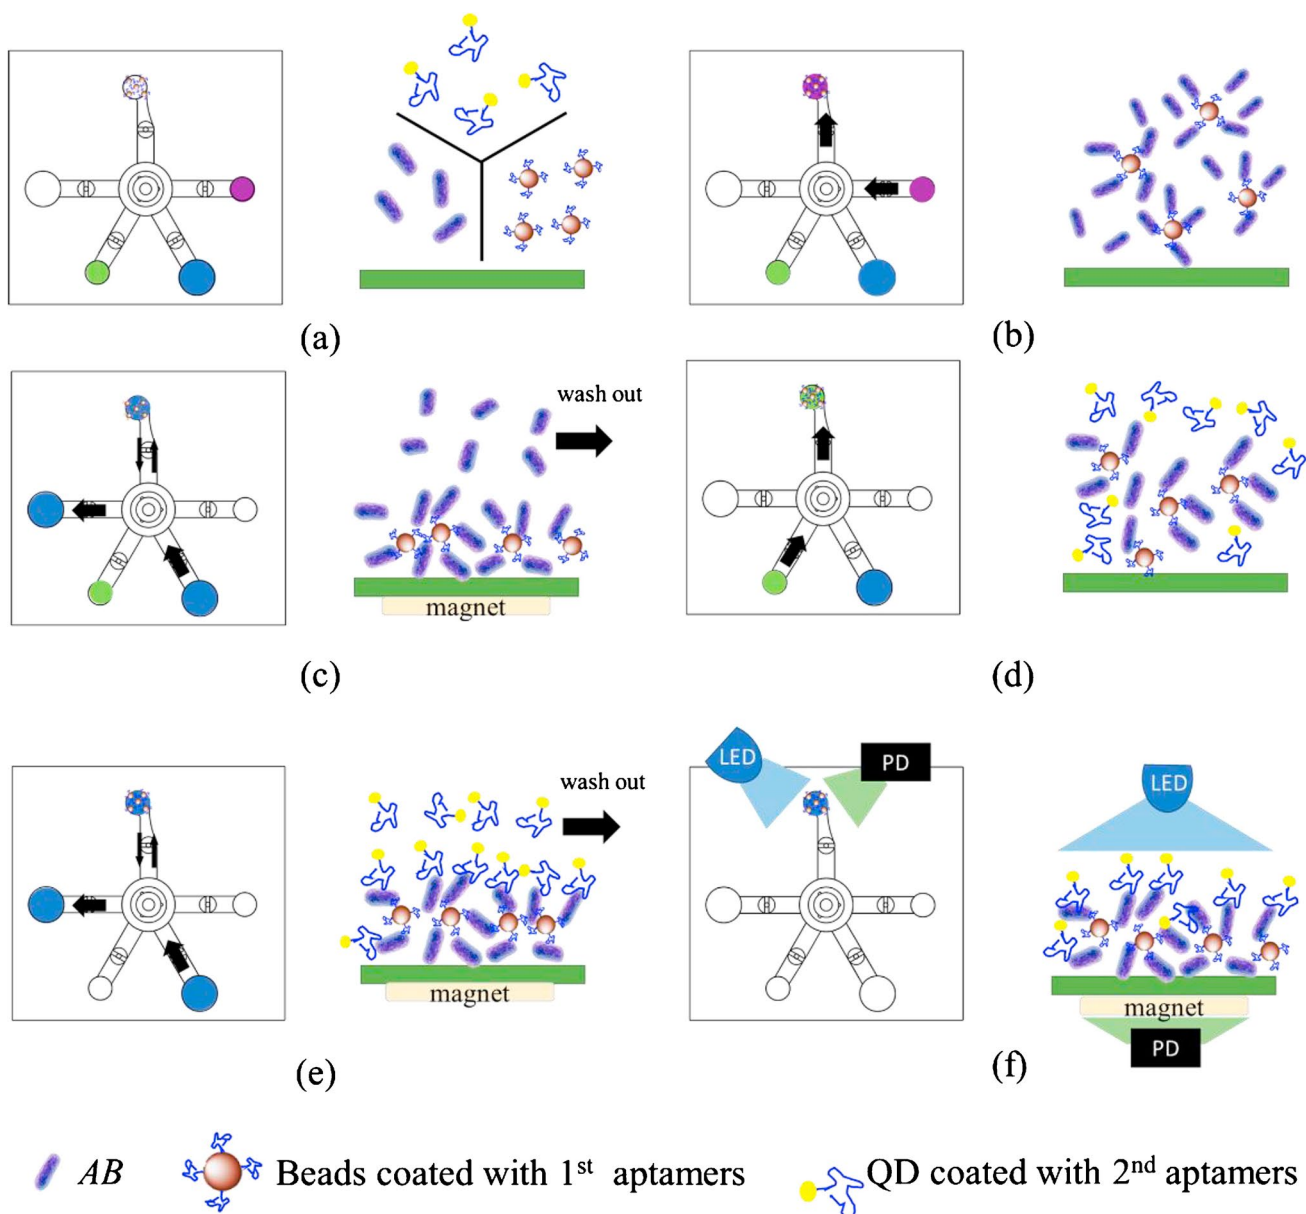 (a)
(b)
wash out
magnet
(c)
(d)
wash out
magnet
(e)
LED
PD
LED
magnet
PD
(f)
AB
Beads coated with 1st aptamers
QD coated with 2nd aptamers